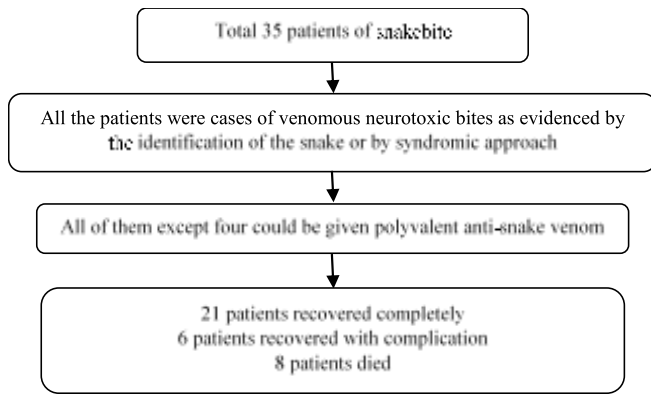 Total 35 patients of snakebite
All the patients were cases of venomous neurotoxic bites as evidenced by
the identification of the snake or by syndromic approach
All of them except four could be given polyvalent anti-snake venom
21 patients recovered completely
6 patients recovered with complication
8 patients died